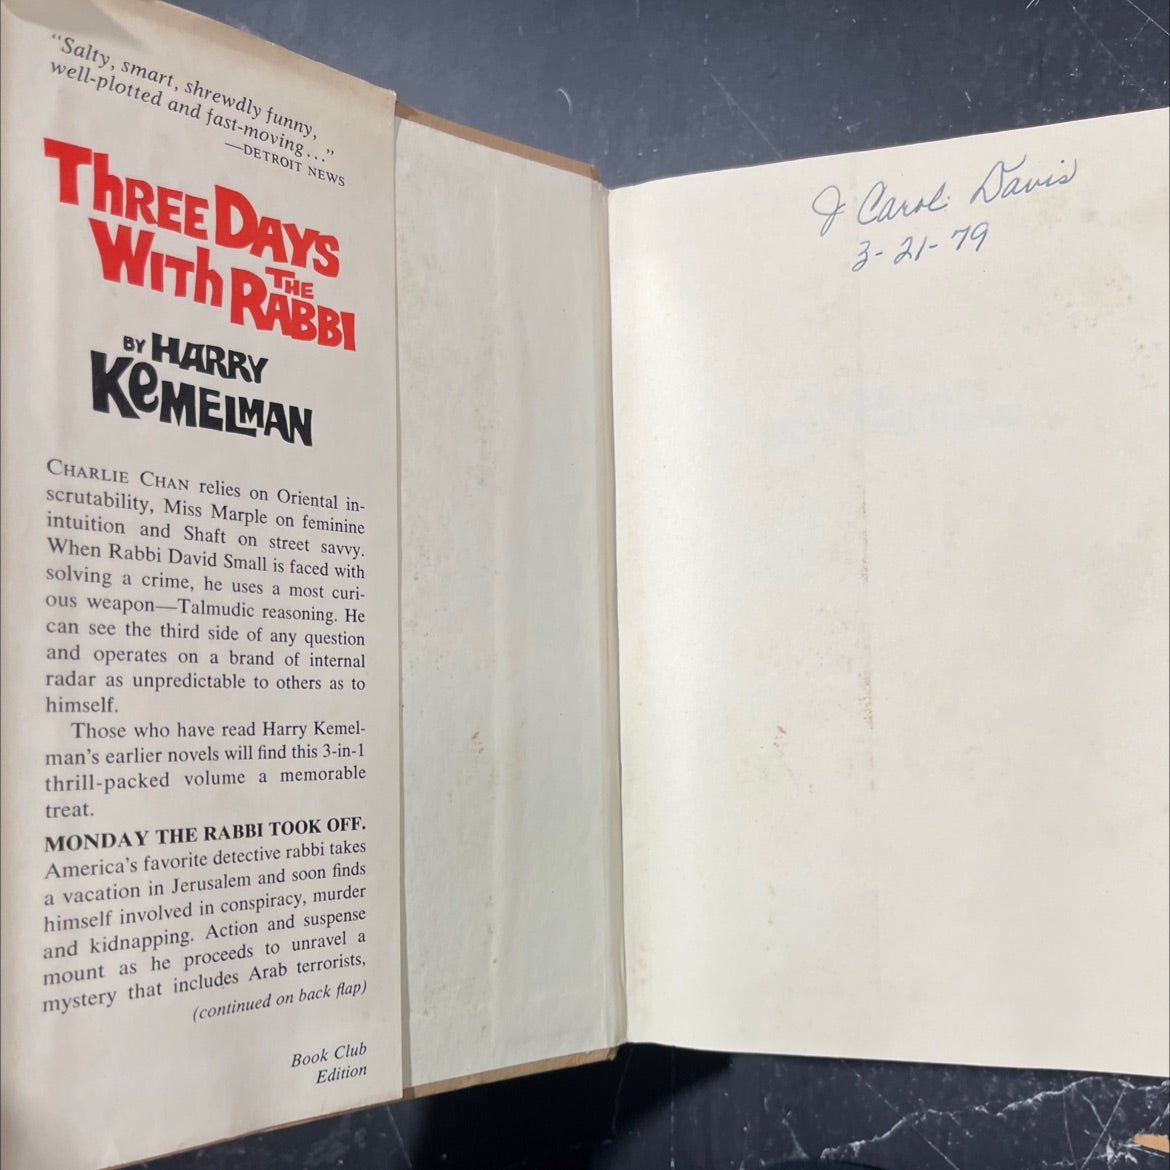 "Salty, smart, shrewdly funny,
well-plotted and fast-moving..."
—DETROIT NEWS
THREE DAYS
WITH THE
RABBI
BY HARRY
KeMELMAN
CHARLIE CHAN relies on Oriental in-
scrutability, Miss Marple on feminine
intuition and Shaft on street savvy.
When Rabbi David Small is faced with
solving a crime, he uses a most curi-
ous weapon—Talmudic reasoning. He
can see the third side of any question
and operates on a brand of internal
radar as unpredictable to others as to
himself.
Those who have read Harry Kemel-
man's earlier novels will find this 3-in-1
thrill-packed volume a memorable
treat.
MONDAY THE RABBI TOOK OFF.
America's favorite detective rabbi takes
a vacation in Jerusalem and soon finds
himself involved in conspiracy, murder
and kidnapping. Action and suspense
mount as he proceeds to unravel a
mystery that includes Arab terrorists,
(continued on back flap)
Book Club
Edition
J Carol Davis
3-21-79